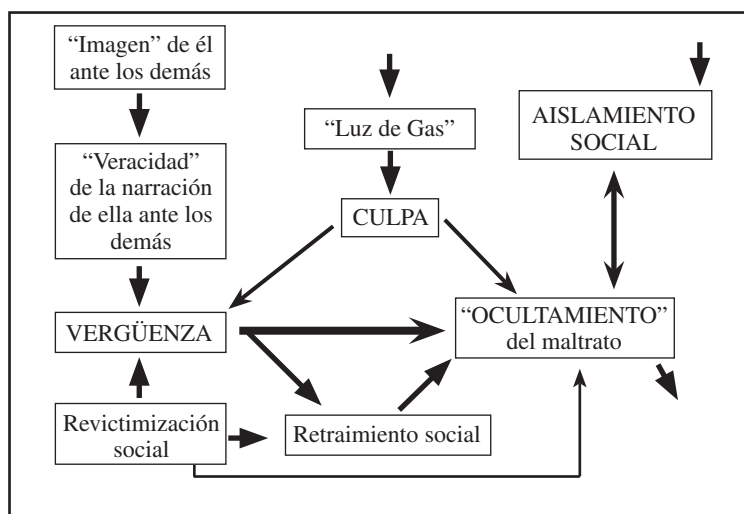 “Imagen” de él
ante los demás
“Luz de Gas”
AISLAMIENTO
SOCIAL
“Veracidad”
de la narración
de ella ante los
demás
CULPA
VERGÜENZA
“OCULTAMIENTO”
del maltrato
Revictimización
social
Retraimiento social